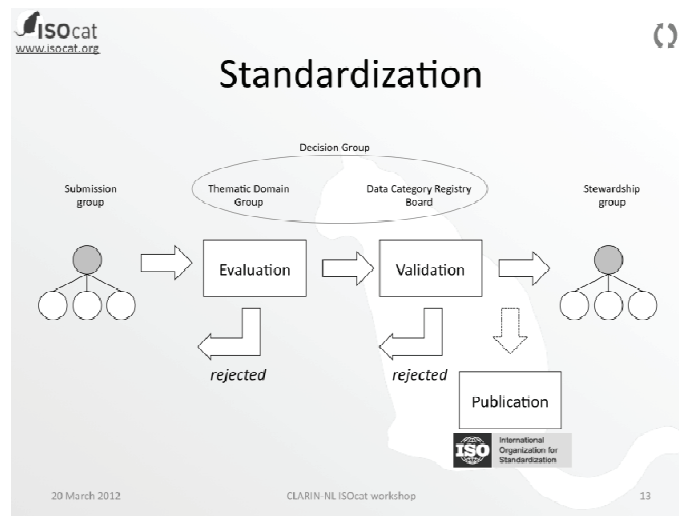 ISOcat
www.isocat.org
Standardization
Decision Group
Submission
group
Thematic Domain
Group
Data Category Registry
Board
Stewardship
group
Evaluation
Validation
rejected
rejected
Publication
ISO
International
Organization for
Standardization
20 March 2012
CLARIN-NL ISOcat workshop
13